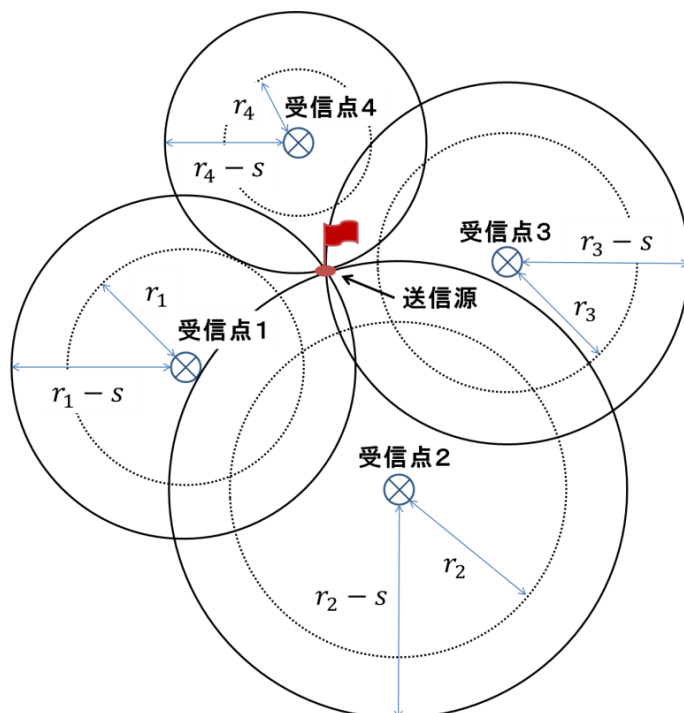 受信点4
r₄
r₄ − s
受信点3
r₃ − s
r₃
送信源
受信点1
r₁
r₁ − s
受信点2
r₂
r₂ − s